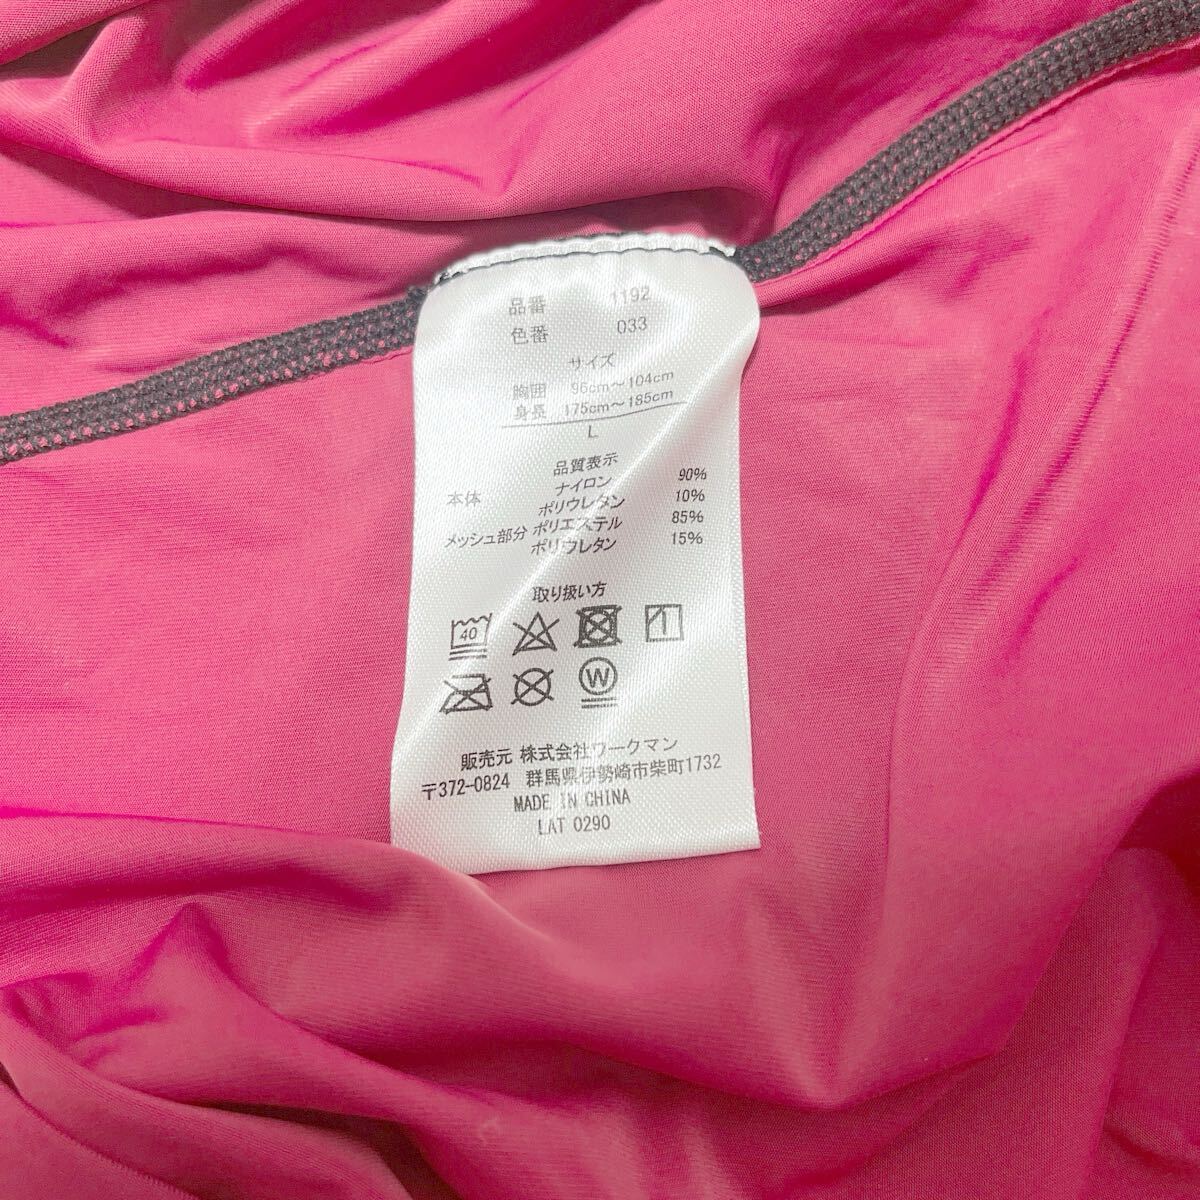 品番 1192
色番 033
サイズ
胸囲 96cm～104cm
身長 175cm～185cm
L
品質表示
本体 ナイロン 90%
ポリウレタン 10%
メッシュ部分 ポリエステル 85%
ポリウレタン 15%
取り扱い方
40
W
販売元 株式会社ワークマン
〒372-0824 群馬県伊勢崎市柴町1732
MADE IN CHINA
LAT 0290